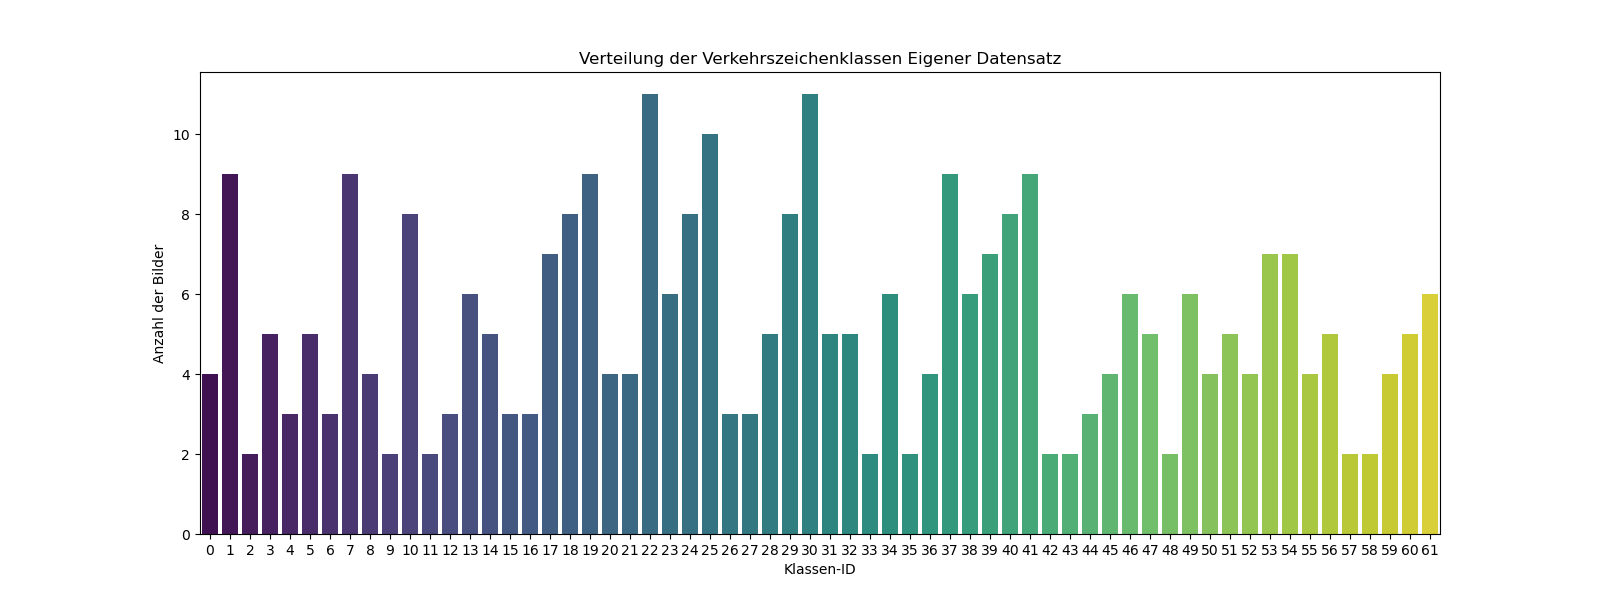 Verteilung der Verkehrszeichenklassen Eigener Datensatz
10
8
6
4
2
0
Anzahl der Bilder
0 1 2 3 4 5 6 7 8 9 10 11 12 13 14 15 16 17 18 19 20 21 22 23 24 25 26 27 28 29 30 31 32 33 34 35 36 37 38 39 40 41 42 43 44 45 46 47 48 49 50 51 52 53 54 55 56 57 58 59 60 61
Klassen-ID